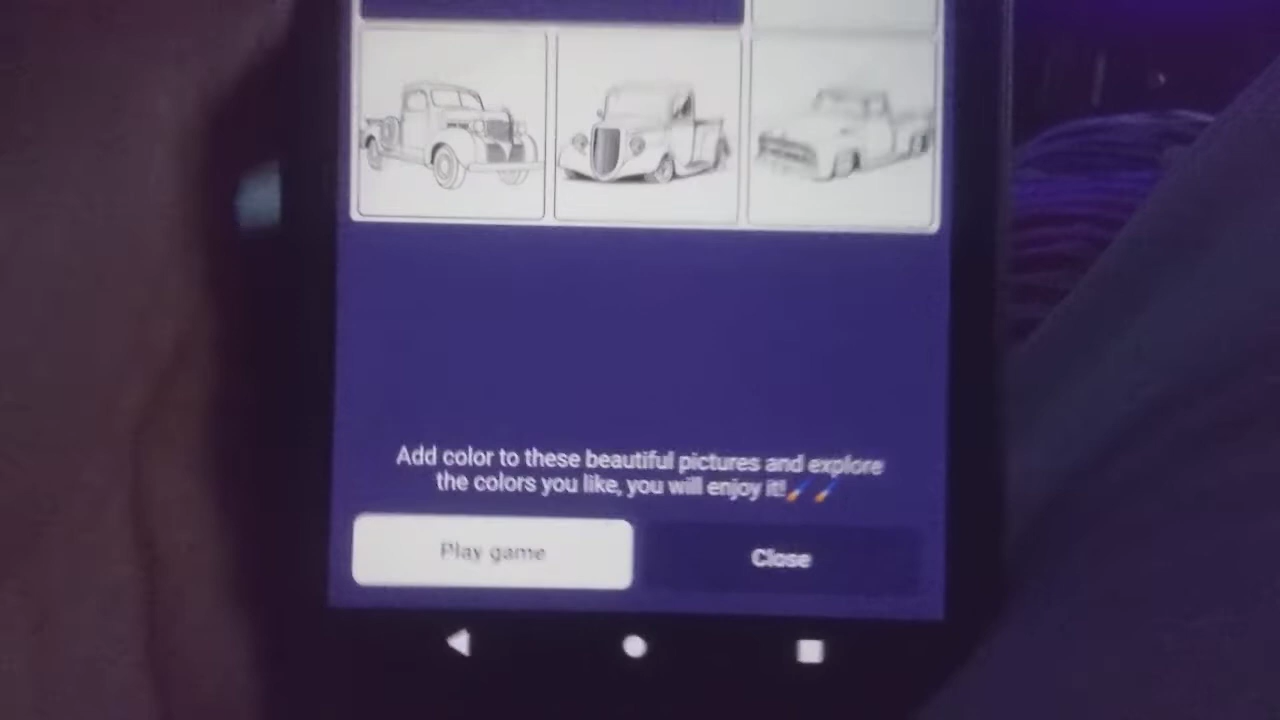 Add color to these beautiful pictures and explore
the colors you like, you will enjoy it!🖌️🖌️
Play game
Close